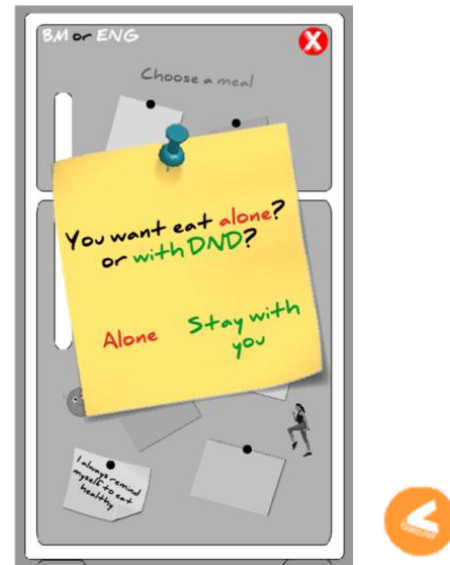 BM or ENG
X
Choose a meal
You want eat alone?
or with DND?
Alone
Stay with
you
I always remind
myself to eat
healthy